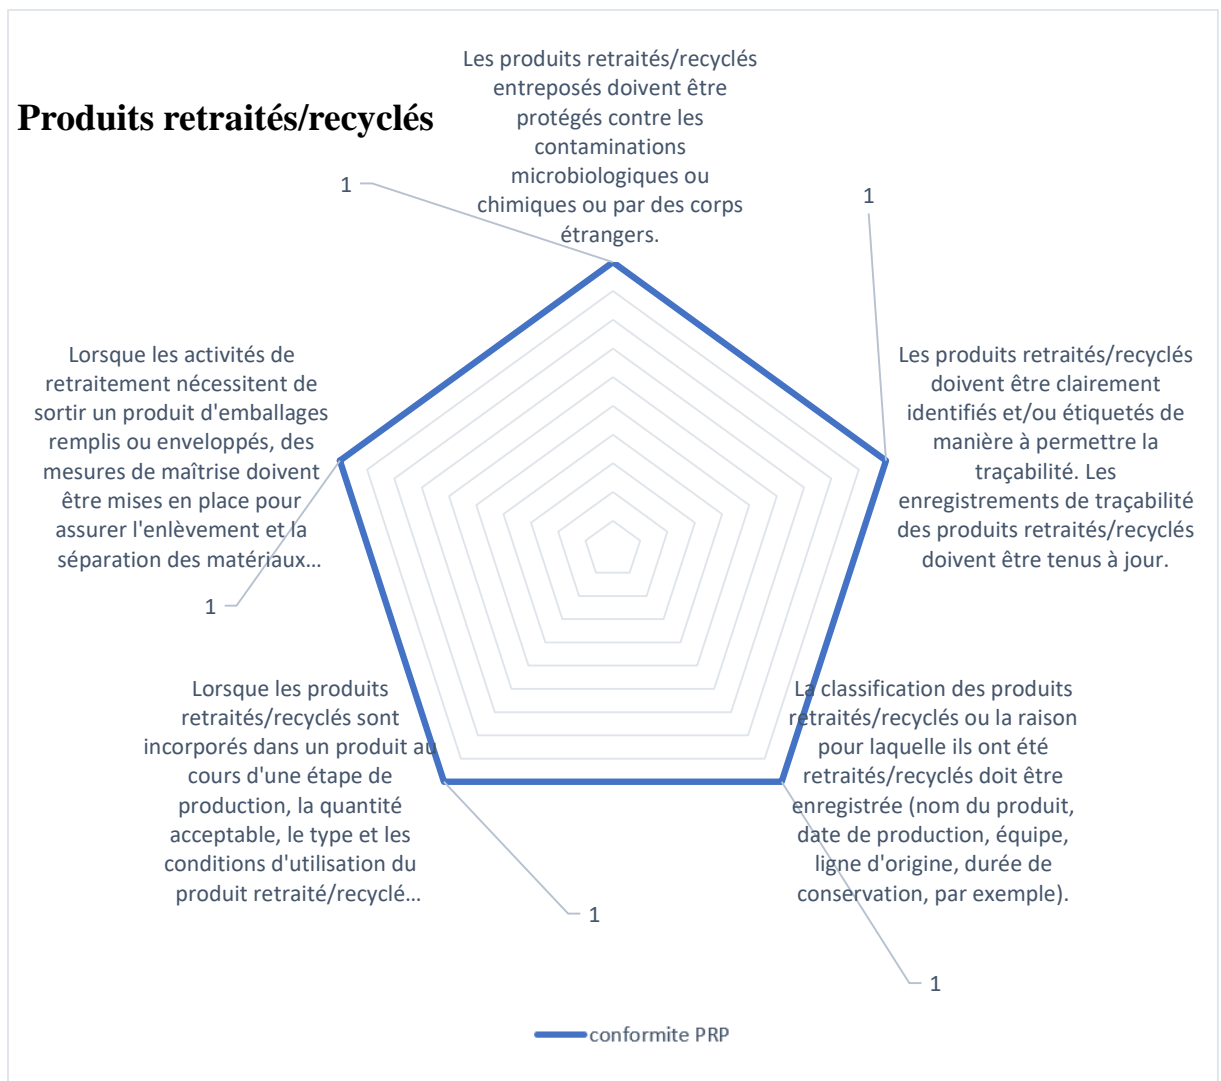 Produits retraités/recyclés
Les produits retraités/recyclés
entreposés doivent être
protégés contre les
contaminations
microbiologiques ou
chimiques ou par des corps
étrangers.
1
1
Les produits retraités/recyclés
doivent être clairement
identifiés et/ou étiquetés de
manière à permettre la
traçabilité. Les
enregistrements de traçabilité
des produits retraités/recyclés
doivent être tenus à jour.
Lorsque les activités de
retraitement nécessitent de
sortir un produit d'emballages
remplis ou enveloppés, des
mesures de maîtrise doivent
être mises en place pour
assurer l'enlèvement et la
séparation des matériaux...
1
La classification des produits
retraités/recyclés ou la raison
pour laquelle ils ont été
retraités/recyclés doit être
enregistrée (nom du produit,
date de production, équipe,
ligne d'origine, durée de
conservation, par exemple).
1
Lorsque les produits
retraités/recyclés sont
incorporés dans un produit au
cours d'une étape de
production, la quantité
acceptable, le type et les
conditions d'utilisation du
produit retraité/recyclé...
1
conformite PRP